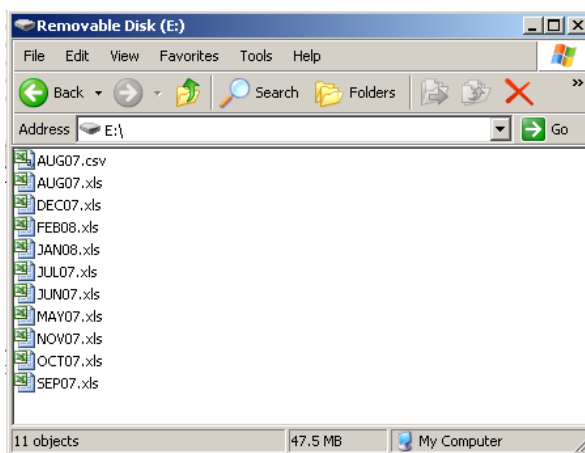 Removable Disk (E:)
File Edit View Favorites Tools Help
Back Search Folders »
Address E:\ Go
AUG07.csv
AUG07.xls
DEC07.xls
FEB08.xls
JAN08.xls
JUL07.xls
JUN07.xls
MAY07.xls
NOV07.xls
OCT07.xls
SEP07.xls
11 objects 47.5 MB My Computer